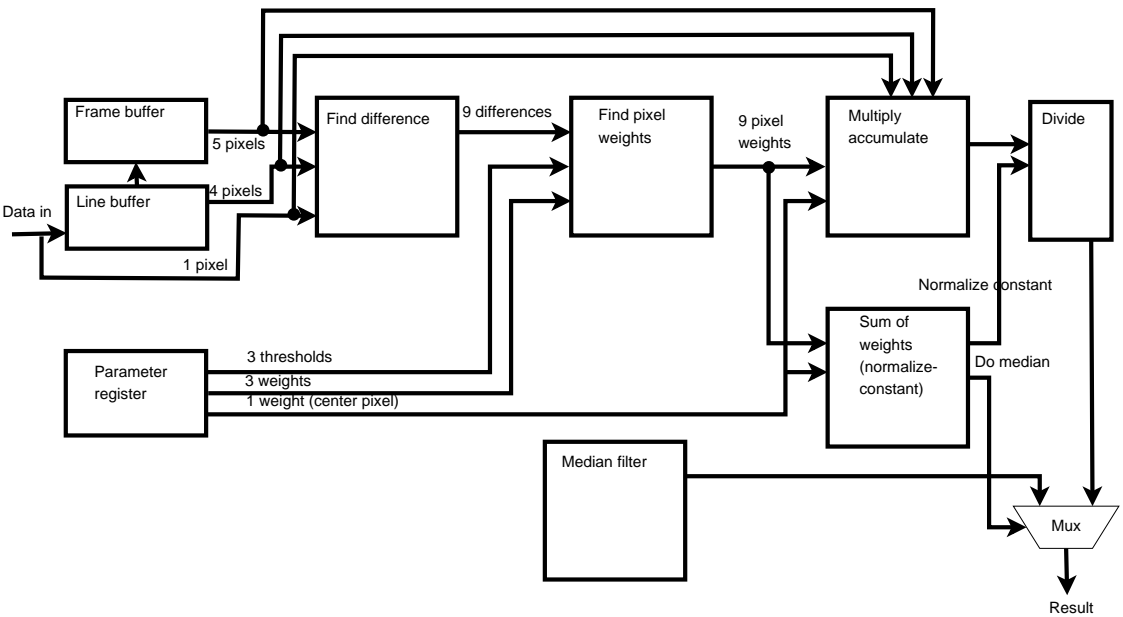 Frame buffer
5 pixels
Line buffer
4 pixels
Data in
1 pixel
Find difference
9 differences
Find pixel
weights
9 pixel
weights
Multiply
accumulate
Divide
Normalize constant
Parameter
register
3 thresholds
3 weights
1 weight (center pixel)
Sum of
weights
(normalize-
constant)
Do median
Median filter
Mux
Result